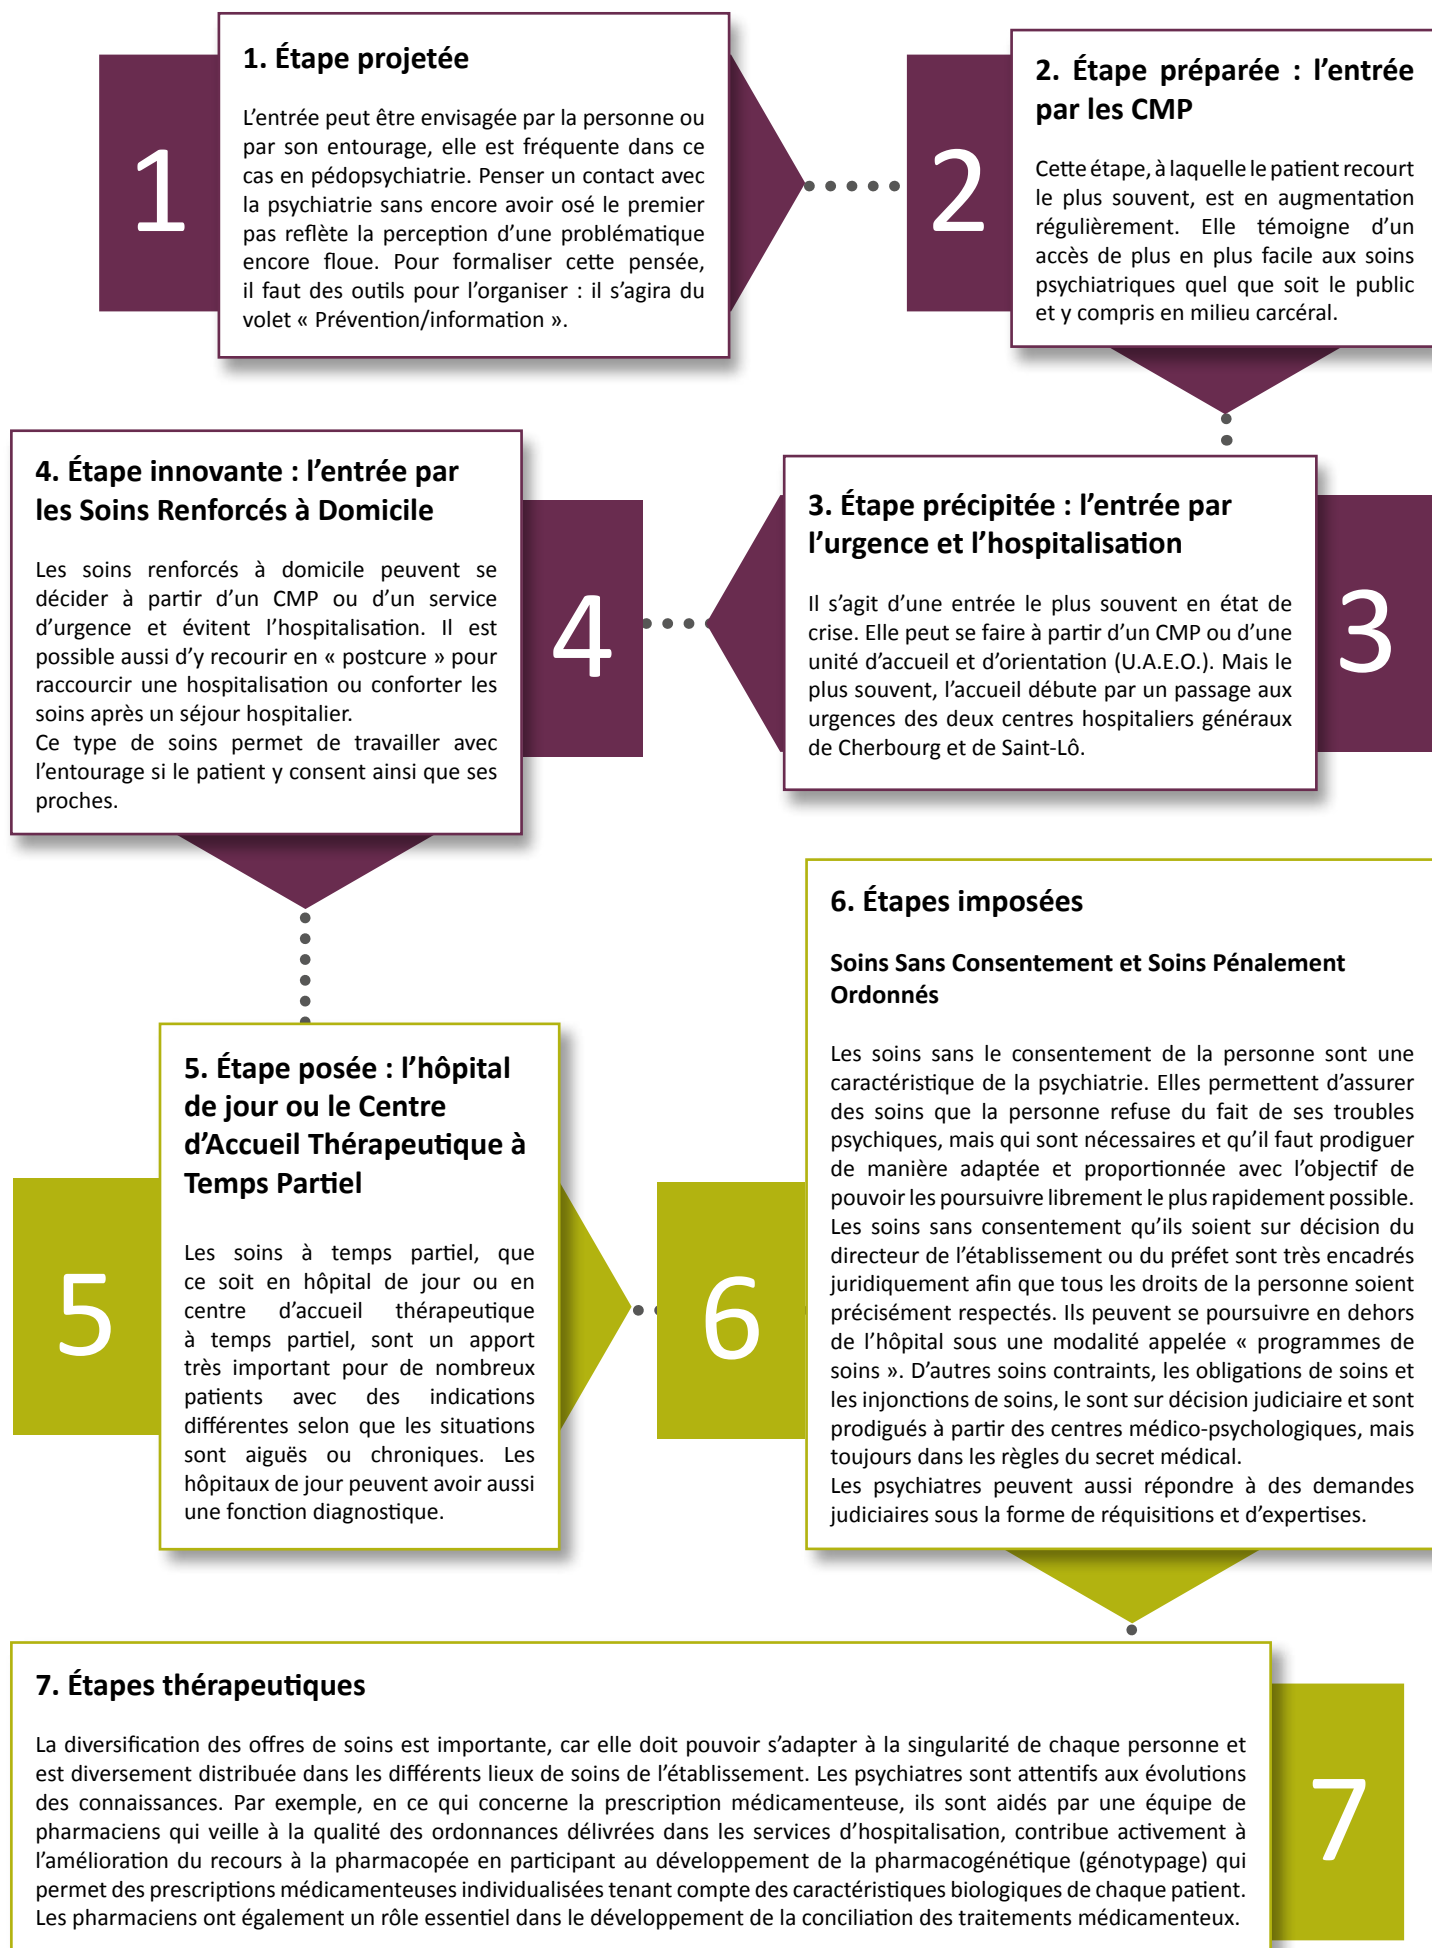 1
1. Étape projetée
L’entrée peut être envisagée par la personne ou
par son entourage, elle est fréquente dans ce
cas en pédopsychiatrie. Penser un contact avec
la psychiatrie sans encore avoir osé le premier
pas reflète la perception d’une problématique
encore floue. Pour formaliser cette pensée,
il faut des outils pour l’organiser : il s’agira du
volet « Prévention/information ».
2
2. Étape préparée : l’entrée
par les CMP
Cette étape, à laquelle le patient recourt
le plus souvent, est en augmentation
régulièrement. Elle témoigne d’un
accès de plus en plus facile aux soins
psychiatriques quel que soit le public
et y compris en milieu carcéral.
3. Étape précipitée : l’entrée par
l’urgence et l’hospitalisation
Il s’agit d’une entrée le plus souvent en état de
crise. Elle peut se faire à partir d’un CMP ou d’une
unité d’accueil et d’orientation (U.A.E.O.). Mais le
plus souvent, l’accueil débute par un passage aux
urgences des deux centres hospitaliers généraux
de Cherbourg et de Saint-Lô.
3
4. Étape innovante : l’entrée par
les Soins Renforcés à Domicile
Les soins renforcés à domicile peuvent se
décider à partir d’un CMP ou d’un service
d’urgence et évitent l’hospitalisation. Il est
possible aussi d’y recourir en « postcure » pour
raccourcir une hospitalisation ou conforter les
soins après un séjour hospitalier.
Ce type de soins permet de travailler avec
l’entourage si le patient y consent ainsi que ses
proches.
4
5
5. Étape posée : l’hôpital
de jour ou le Centre
d’Accueil Thérapeutique à
Temps Partiel
Les soins à temps partiel, que
ce soit en hôpital de jour ou en
centre d’accueil thérapeutique
à temps partiel, sont un apport
très important pour de nombreux
patients avec des indications
différentes selon que les situations
sont aiguës ou chroniques. Les
hôpitaux de jour peuvent avoir aussi
une fonction diagnostique.
6
6. Étapes imposées
Soins Sans Consentement et Soins Pénalement
Ordonnés
Les soins sans le consentement de la personne sont une
caractéristique de la psychiatrie. Elles permettent d’assurer
des soins que la personne refuse du fait de ses troubles
psychiques, mais qui sont nécessaires et qu’il faut prodiguer
de manière adaptée et proportionnée avec l’objectif de
pouvoir les poursuivre librement le plus rapidement possible.
Les soins sans consentement qu’ils soient sur décision du
directeur de l’établissement ou du préfet sont très encadrés
juridiquement afin que tous les droits de la personne soient
précisément respectés. Ils peuvent se poursuivre en dehors
de l’hôpital sous une modalité appelée « programmes de
soins ». D’autres soins contraints, les obligations de soins et
les injonctions de soins, le sont sur décision judiciaire et sont
prodigués à partir des centres médico-psychologiques, mais
toujours dans les règles du secret médical.
Les psychiatres peuvent aussi répondre à des demandes
judiciaires sous la forme de réquisitions et d’expertises.
7. Étapes thérapeutiques
La diversification des offres de soins est importante, car elle doit pouvoir s’adapter à la singularité de chaque personne et
est diversement distribuée dans les différents lieux de soins de l’établissement. Les psychiatres sont attentifs aux évolutions
des connaissances. Par exemple, en ce qui concerne la prescription médicamenteuse, ils sont aidés par une équipe de
pharmaciens qui veille à la qualité des ordonnances délivrées dans les services d’hospitalisation, contribue activement à
l’amélioration du recours à la pharmacopée en participant au développement de la pharmacogénétique (génotypage) qui
permet des prescriptions médicamenteuses individualisées tenant compte des caractéristiques biologiques de chaque patient.
Les pharmaciens ont également un rôle essentiel dans le développement de la conciliation des traitements médicamenteux.
7